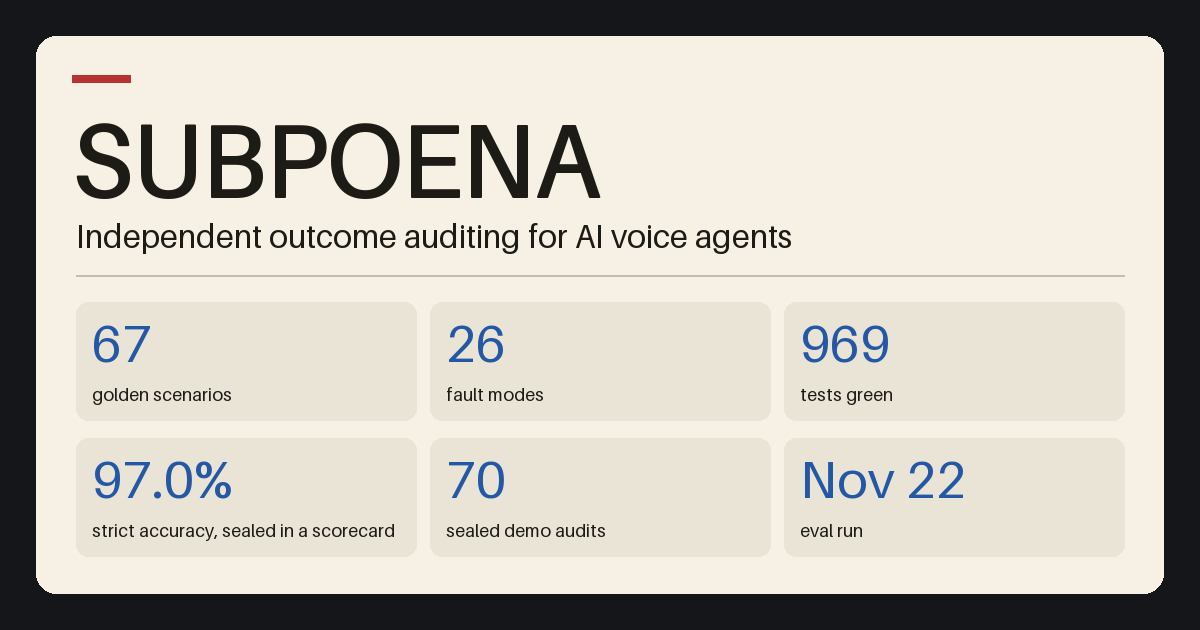 SUBPOENA
Independent outcome auditing for AI voice agents
67
golden scenarios
26
fault modes
969
tests green
97.0%
strict accuracy, sealed in a scorecard
70
sealed demo audits
Nov 22
eval run